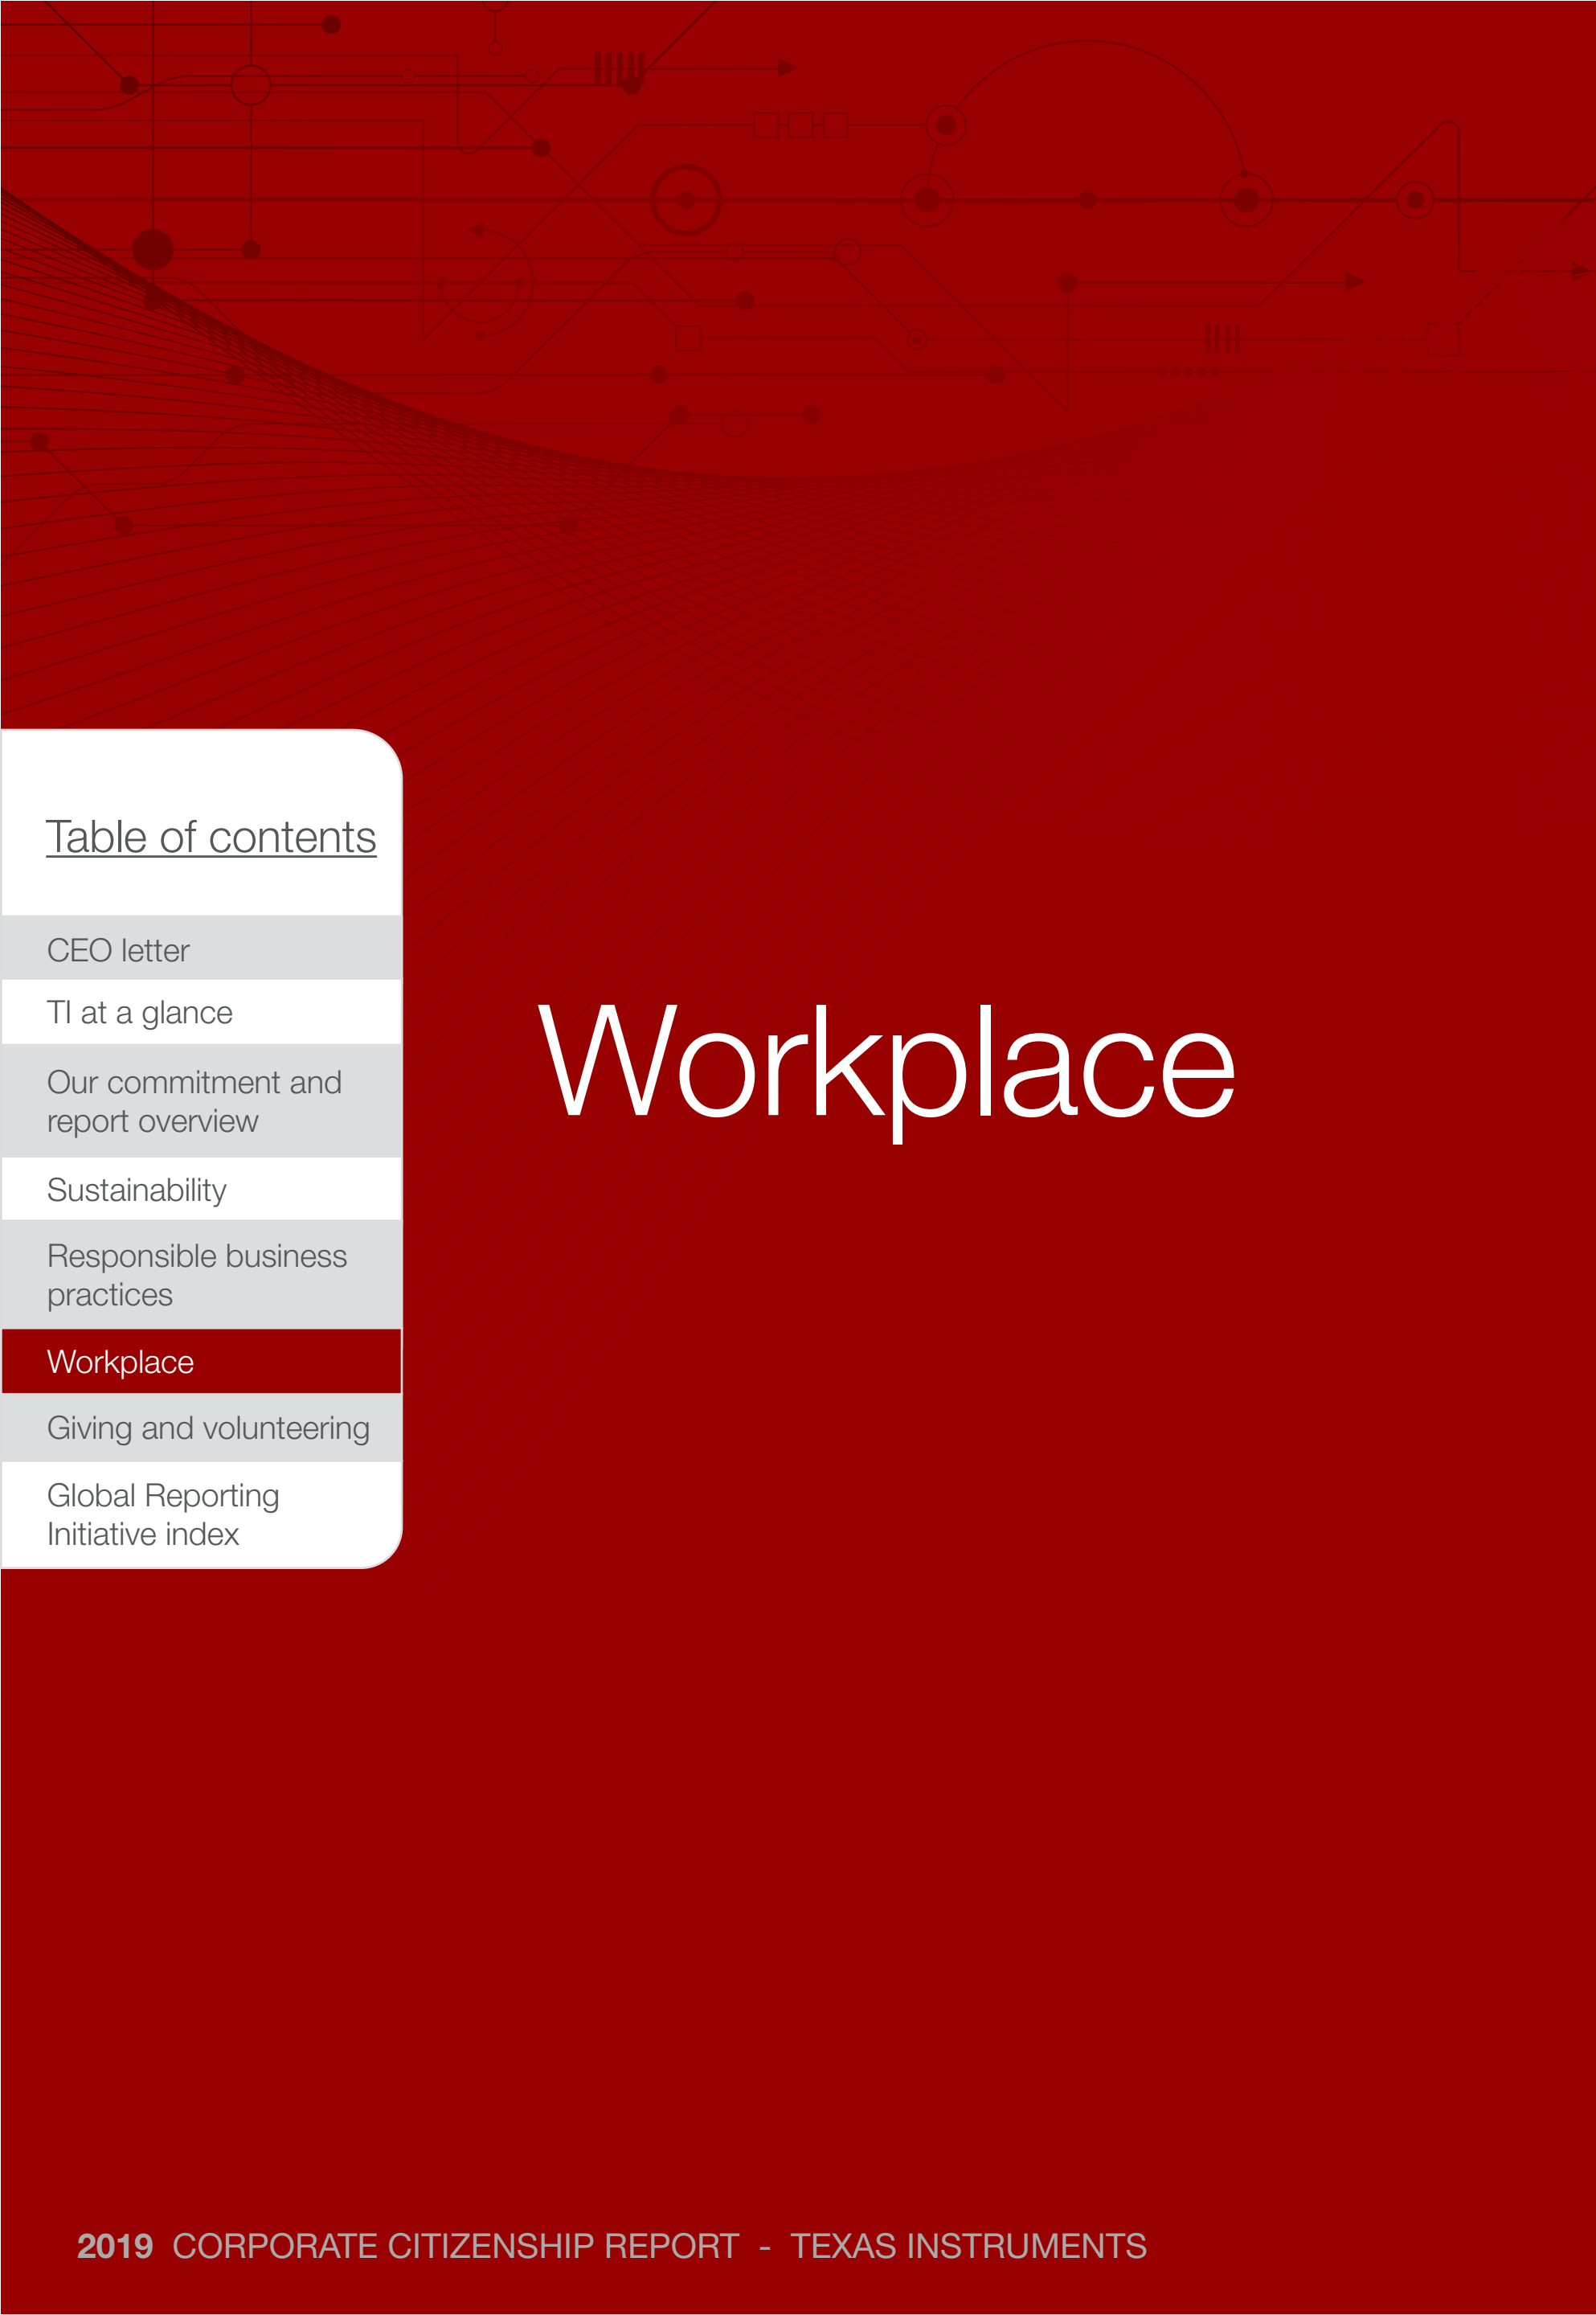 Table of contents
CEO letter
TI at a glance
Our commitment and
report overview
Sustainability
Responsible business
practices
Workplace
Giving and volunteering
Global Reporting
Initiative index
Workplace
2019 CORPORATE CITIZENSHIP REPORT - TEXAS INSTRUMENTS